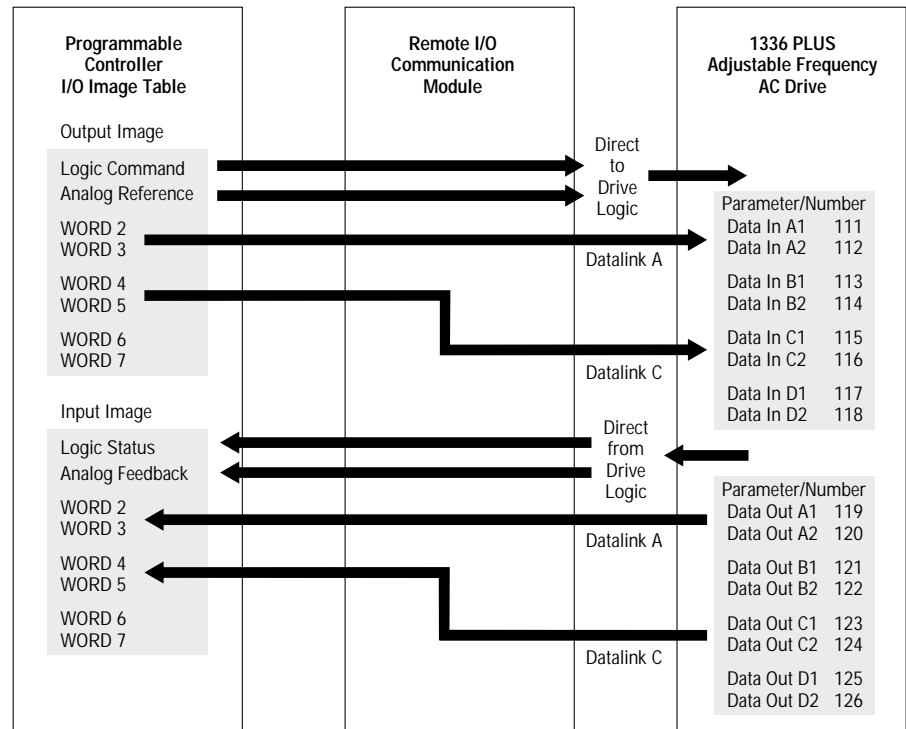 Programmable
Controller
I/O Image Table
Remote I/O
Communication
Module
1336 PLUS
Adjustable Frequency
AC Drive
Output Image
Logic Command
Analog Reference
WORD 2
WORD 3
WORD 4
WORD 5
WORD 6
WORD 7
Direct
to
Drive
Logic
Datalink A
Datalink C
Parameter/Number
Data In A1 111
Data In A2 112
Data In B1 113
Data In B2 114
Data In C1 115
Data In C2 116
Data In D1 117
Data In D2 118
Input Image
Logic Status
Analog Feedback
WORD 2
WORD 3
WORD 4
WORD 5
WORD 6
WORD 7
Direct
from
Drive
Logic
Datalink A
Datalink C
Parameter/Number
Data Out A1 119
Data Out A2 120
Data Out B1 121
Data Out B2 122
Data Out C1 123
Data Out C2 124
Data Out D1 125
Data Out D2 126